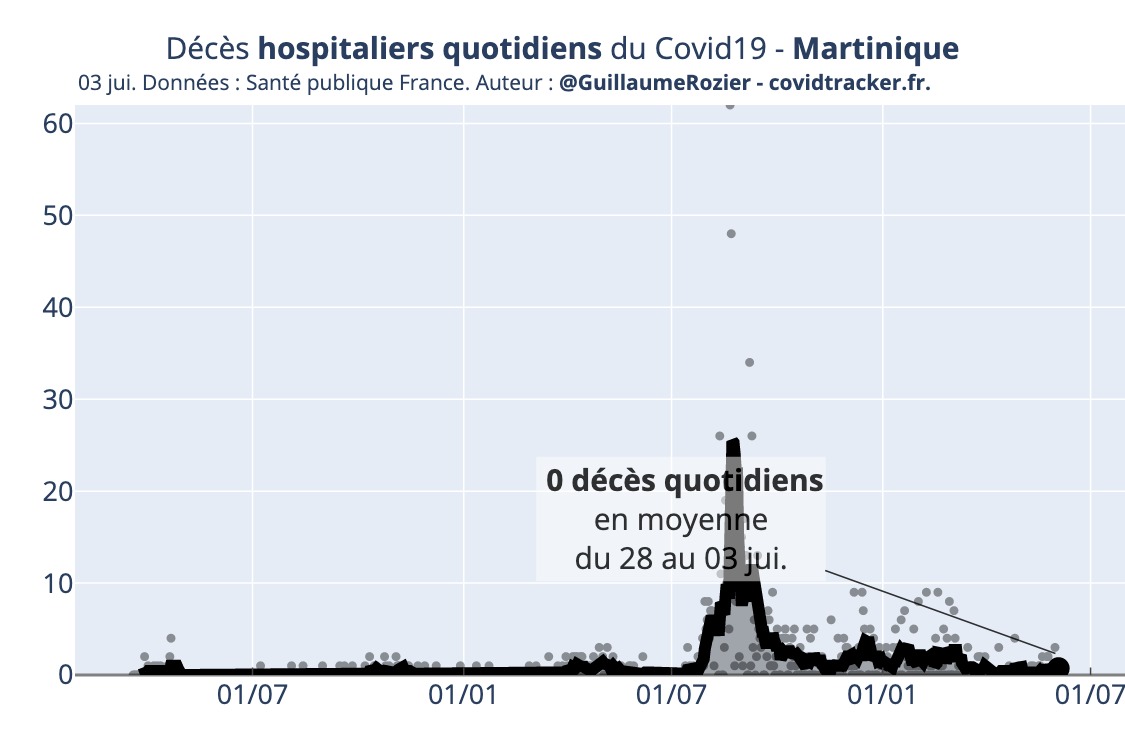 Décès hospitaliers quotidiens du Covid19 - Martinique
03 jui. Données : Santé publique France. Auteur : @GuillaumeRozier - covidtracker.fr.
60
50
40
30
20
10
0
0 décès quotidiens
en moyenne
du 28 au 03 jui.
01/07 01/01 01/07 01/01 01/07